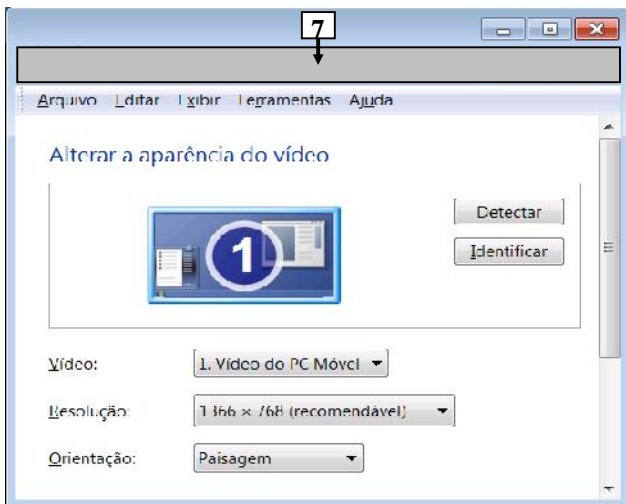 7
Arquivo Editar Exibir Ferramentas Ajuda
Alterar a aparência do vídeo
1
Detectar
Identificar
Vídeo: 1. Vídeo do PC Móvel
Resolução: 1366 × 768 (recomendável)
Orientação: Paisagem